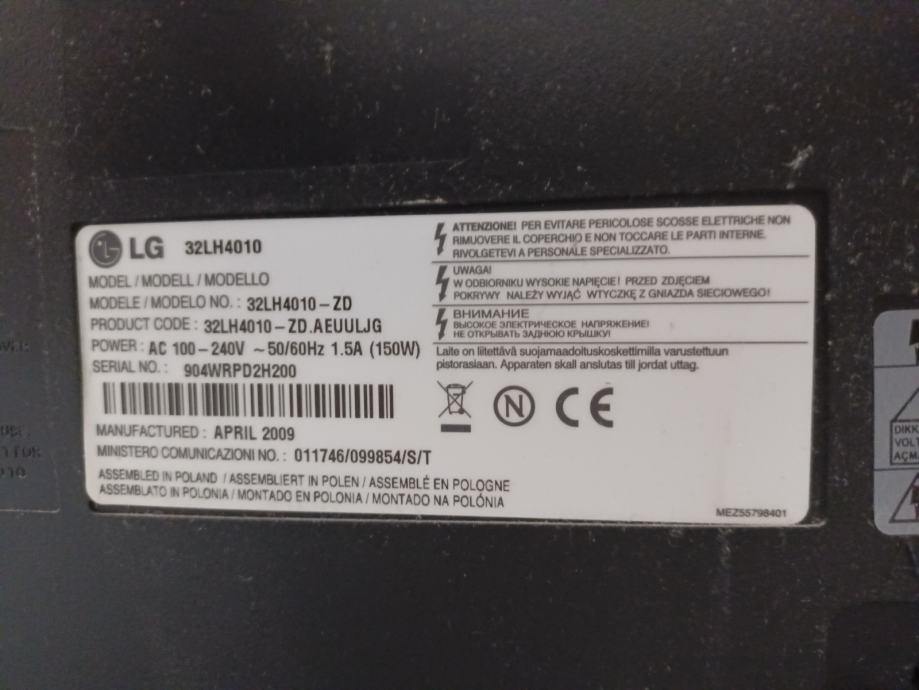 LG 32LH4010
MODEL / MODELL / MODELLO
MODELE / MODELO NO. : 32LH4010-ZD
PRODUCT CODE : 32LH4010-ZD.AEUULJG
POWER : AC 100-240V ~50/60Hz 1.5A (150W)
SERIAL NO. : 904WRPD2H200
MANUFACTURED : APRIL 2009
MINISTERO COMUNICAZIONI NO. : 011746/099854/S/T
ASSEMBLED IN POLAND / ASSEMBLIERT IN POLEN / ASSEMBLÉ EN POLOGNE
ASSEMBLATO IN POLONIA / MONTADO EN POLONIA / MONTADO NA POLÓNIA
ATTENZIONE! PER EVITARE PERICOLOSE SCOSSE ELETTRICHE NON
RIMUOVERE IL COPERCHIO E NON TOCCARE LE PARTI INTERNE.
RIVOLGETEVI A PERSONALE SPECIALIZZATO.
UWAGA!
W ODBIORNIKU WYSOKIE NAPIĘCIE! PRZED ZDJĘCIEM
POKRYWY NALEŻY WYJĄĆ WTYCZKĘ Z GNIAZDA SIECIOWEGO!
ВНИМАНИЕ
ВЫСОКОЕ ЭЛЕКТРИЧЕСКОЕ НАПРЯЖЕНИЕ!
НЕ ОТКРЫВАТЬ ЗАДНЮЮ КРЫШКУ!
Laite on liitettävä suojamaadoituskoskettimilla varustettuun
pistorasiaan. Apparaten skall anslutas till jordat uttag.
N CE
MEZ55798401
DIKK
VOLT
AÇMA